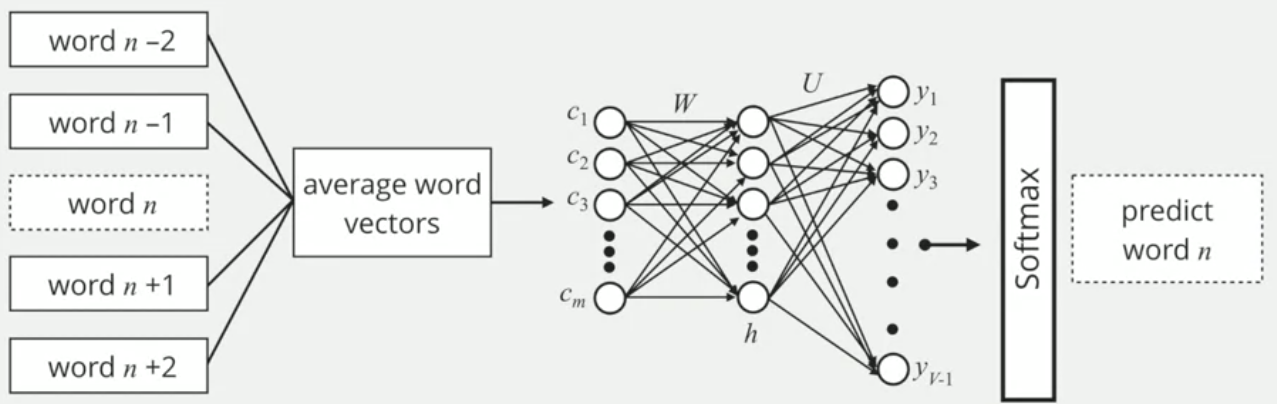 word n –2
word n –1
word n
word n +1
word n +2
average word
vectors
c₁
c₂
c₃
cₘ
W
h
U
y₁
y₂
y₃
y_V-1
Softmax
predict
word n